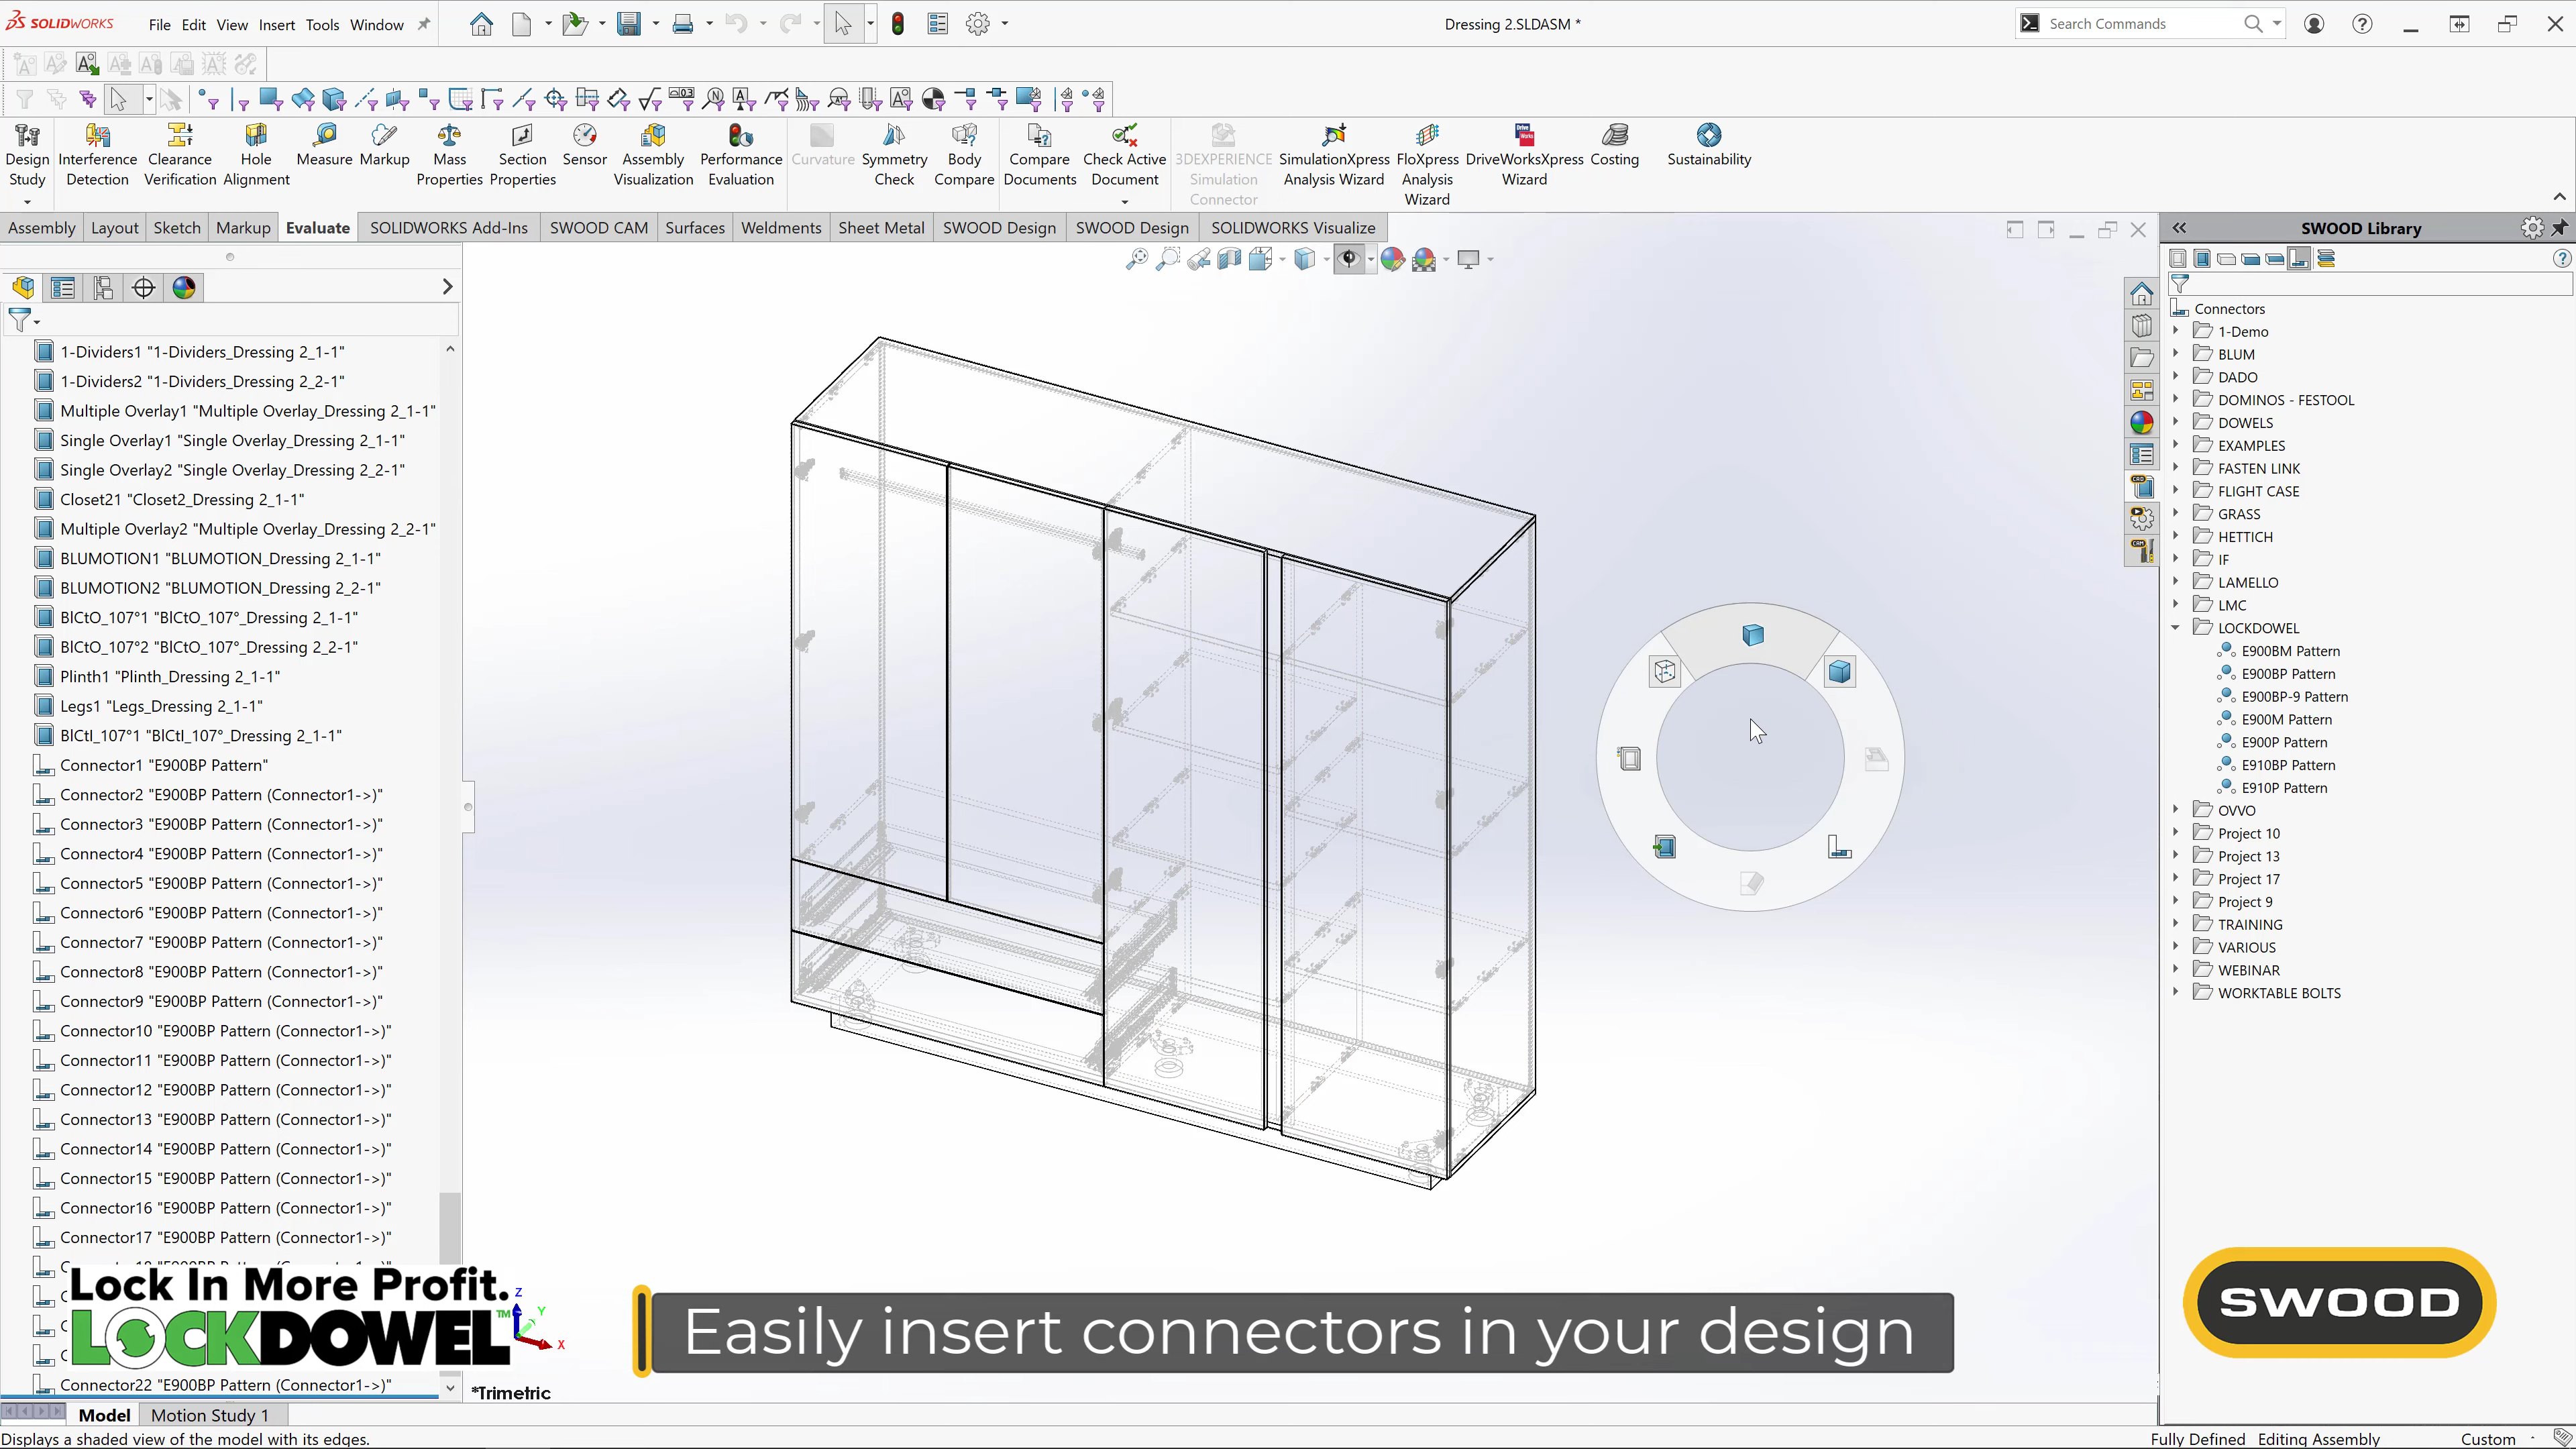 SOLIDWORKS File Edit View Insert Tools Window
Dressing 2.SLDASM *
Search Commands
Design Study
Interference Detection
Clearance Verification
Hole Alignment
Measure
Markup
Mass Properties
Section Properties
Sensor
Assembly Visualization
Performance Evaluation
Curvature
Symmetry Check
Body Compare
Compare Documents
Check Active Document
3DEXPERIENCE Simulation Connector
SimulationXpress Analysis Wizard
FloXpress Analysis Wizard
DriveWorksXpress Wizard
Costing
Sustainability
Assembly Layout Sketch Markup Evaluate SOLIDWORKS Add-Ins SWOOD CAM Surfaces Weldments Sheet Metal SWOOD Design SWOOD Design SOLIDWORKS Visualize
1-Dividers1 "1-Dividers_Dressing 2_1-1"
1-Dividers2 "1-Dividers_Dressing 2_2-1"
Multiple Overlay1 "Multiple Overlay_Dressing 2_1-1"
Single Overlay1 "Single Overlay_Dressing 2_1-1"
Single Overlay2 "Single Overlay_Dressing 2_2-1"
Closet21 "Closet2_Dressing 2_1-1"
Multiple Overlay2 "Multiple Overlay_Dressing 2_2-1"
BLUMOTION1 "BLUMOTION_Dressing 2_1-1"
BLUMOTION2 "BLUMOTION_Dressing 2_2-1"
BlCtO_107°1 "BlCtO_107°_Dressing 2_1-1"
BlCtO_107°2 "BlCtO_107°_Dressing 2_2-1"
Plinth1 "Plinth_Dressing 2_1-1"
Legs1 "Legs_Dressing 2_1-1"
BlCtI_107°1 "BlCtI_107°_Dressing 2_1-1"
Connector1 "E900BP Pattern"
Connector2 "E900BP Pattern (Connector1->)"
Connector3 "E900BP Pattern (Connector1->)"
Connector4 "E900BP Pattern (Connector1->)"
Connector5 "E900BP Pattern (Connector1->)"
Connector6 "E900BP Pattern (Connector1->)"
Connector7 "E900BP Pattern (Connector1->)"
Connector8 "E900BP Pattern (Connector1->)"
Connector9 "E900BP Pattern (Connector1->)"
Connector10 "E900BP Pattern (Connector1->)"
Connector11 "E900BP Pattern (Connector1->)"
Connector12 "E900BP Pattern (Connector1->)"
Connector13 "E900BP Pattern (Connector1->)"
Connector14 "E900BP Pattern (Connector1->)"
Connector15 "E900BP Pattern (Connector1->)"
Connector16 "E900BP Pattern (Connector1->)"
Connector17 "E900BP Pattern (Connector1->)"
Connector22 "E900BP Pattern (Connector1->)"
Lock In More Profit.
LOCKDOWEL™
Z
Y
X
*Trimetric
Easily insert connectors in your design
SWOOD Library
Connectors
1-Demo
BLUM
DADO
DOMINOS - FESTOOL
DOWELS
EXAMPLES
FASTEN LINK
FLIGHT CASE
GRASS
HETTICH
IF
LAMELLO
LMC
LOCKDOWEL
E900BM Pattern
E900BP Pattern
E900BP-9 Pattern
E900M Pattern
E900P Pattern
E910BP Pattern
E910P Pattern
OVVO
Project 10
Project 13
Project 17
Project 9
TRAINING
VARIOUS
WEBINAR
WORKTABLE BOLTS
SWOOD
Model Motion Study 1
Displays a shaded view of the model with its edges.
Fully Defined Editing Assembly Custom